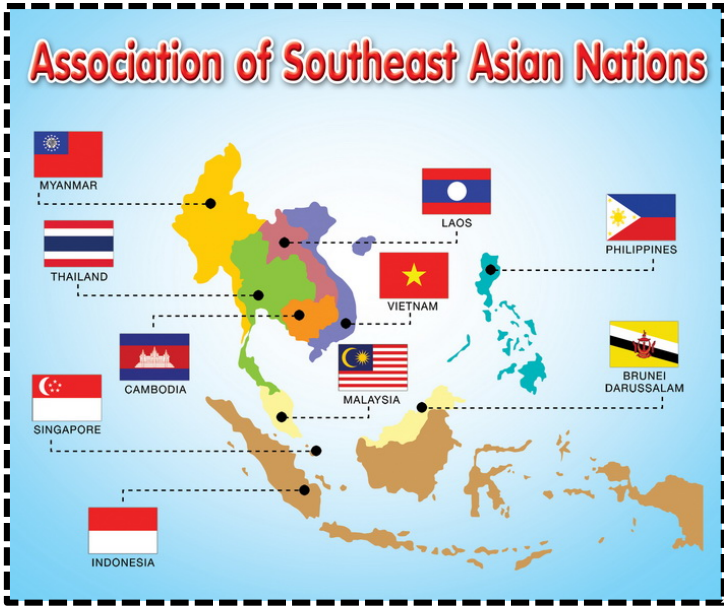 Association of Southeast Asian Nations
MYANMAR
LAOS
PHILIPPINES
THAILAND
VIETNAM
CAMBODIA
MALAYSIA
BRUNEI
DARUSSALAM
SINGAPORE
INDONESIA